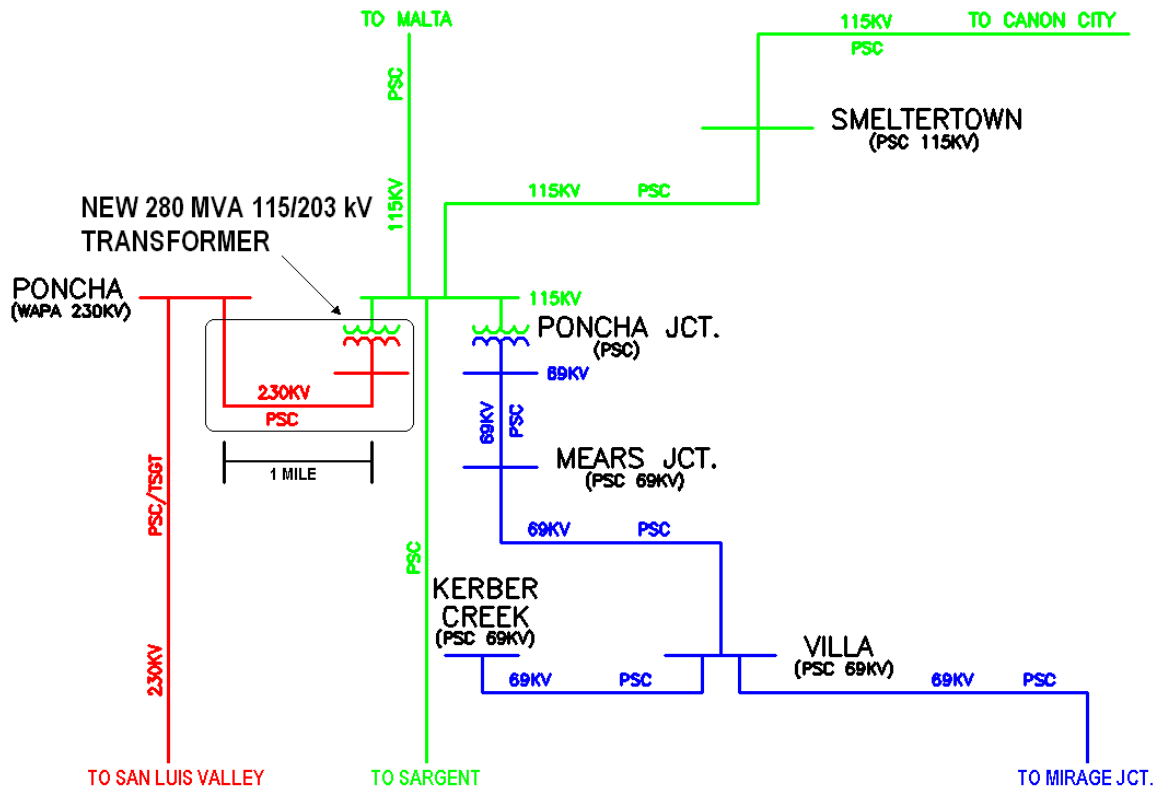 TO MALTA
115KV
TO CANON CITY
PSC
PSC
SMELTERTOWN
(PSC 115KV)
115KV
PSC
115KV
NEW 280 MVA 115/203 kV
TRANSFORMER
PONCHA
(WAPA 230KV)
115KV
PONCHA JCT.
(PSC)
69KV
230KV
PSC
69KV
PSC
1 MILE
MEARS JCT.
(PSC 69KV)
PSC/TSGT
69KV
PSC
PSC
KERBER
CREEK
(PSC 69KV)
VILLA
(PSC 69KV)
230KV
69KV
PSC
69KV
PSC
TO SAN LUIS VALLEY
TO SARGENT
TO MIRAGE JCT.